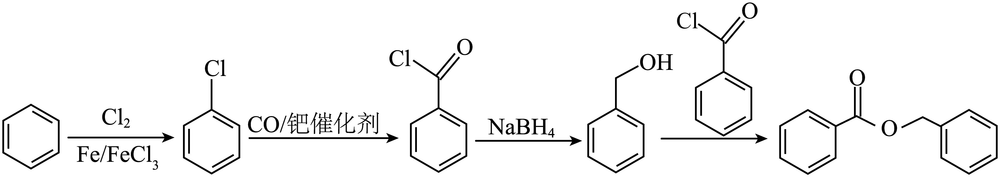 Cl₂
Fe/FeCl₃
Cl
CO/钯催化剂
Cl
O
NaBH₄
OH
Cl
O
O
O